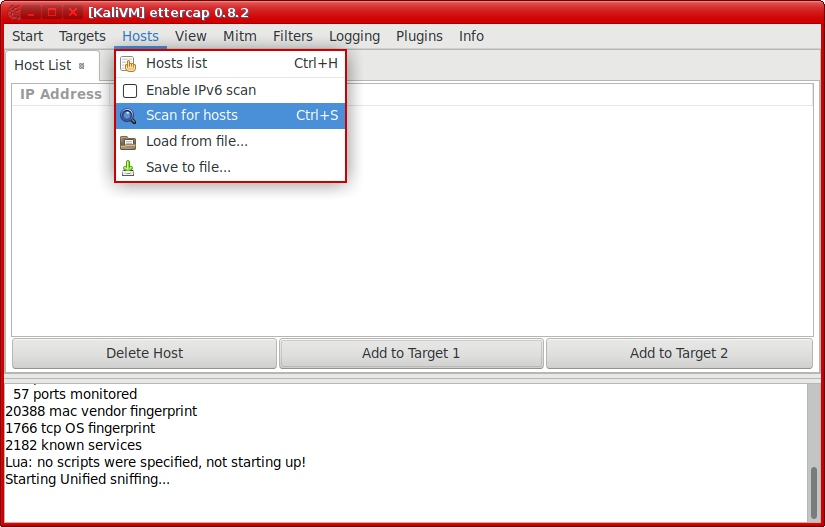 [KaliVM] ettercap 0.8.2
Start Targets Hosts View Mitm Filters Logging Plugins Info
Host List
Hosts list Ctrl+H
IP Address
Enable IPv6 scan
Scan for hosts Ctrl+S
Load from file...
Save to file...
Delete Host Add to Target 1 Add to Target 2
57 ports monitored
20388 mac vendor fingerprint
1766 tcp OS fingerprint
2182 known services
Lua: no scripts were specified, not starting up!
Starting Unified sniffing...